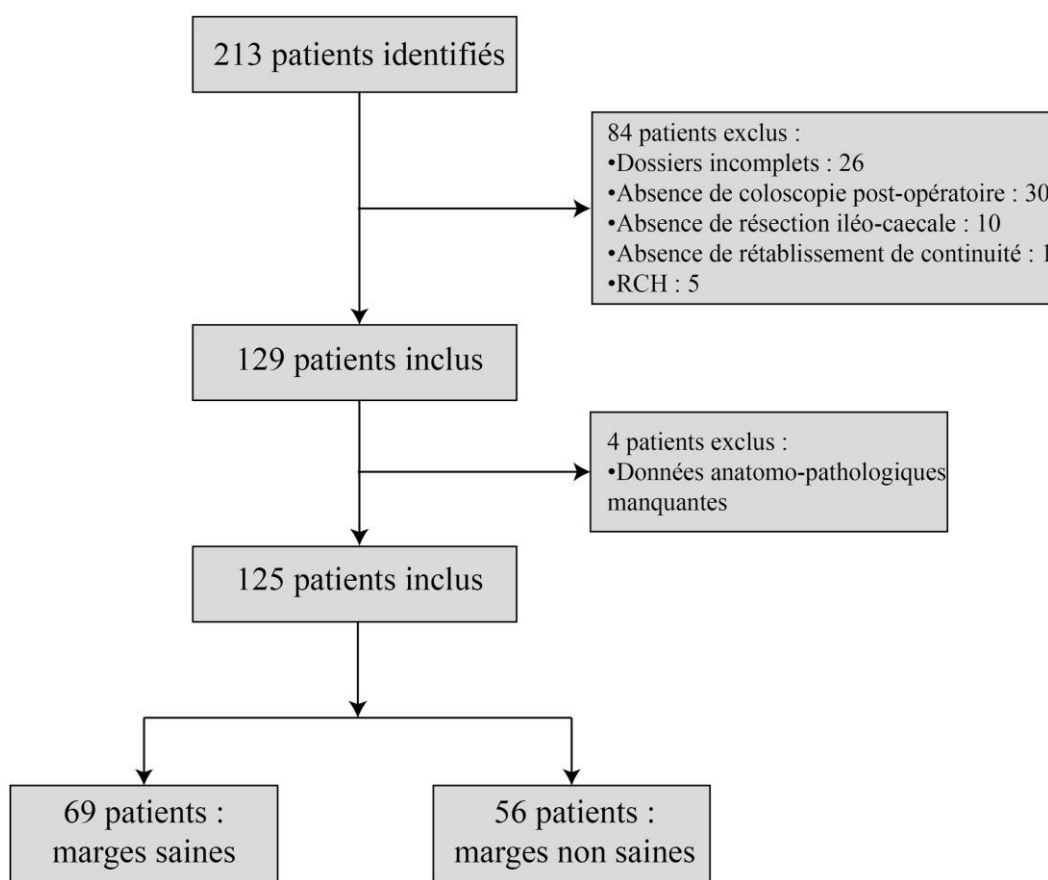 213 patients identifiés
84 patients exclus :
•Dossiers incomplets : 26
•Absence de coloscopie post-opératoire : 30
•Absence de résection iléo-caecale : 10
•Absence de rétablissement de continuité : 1
•RCH : 5
129 patients inclus
4 patients exclus :
•Données anatomo-pathologiques
manquantes
125 patients inclus
69 patients :
marges saines
56 patients :
marges non saines